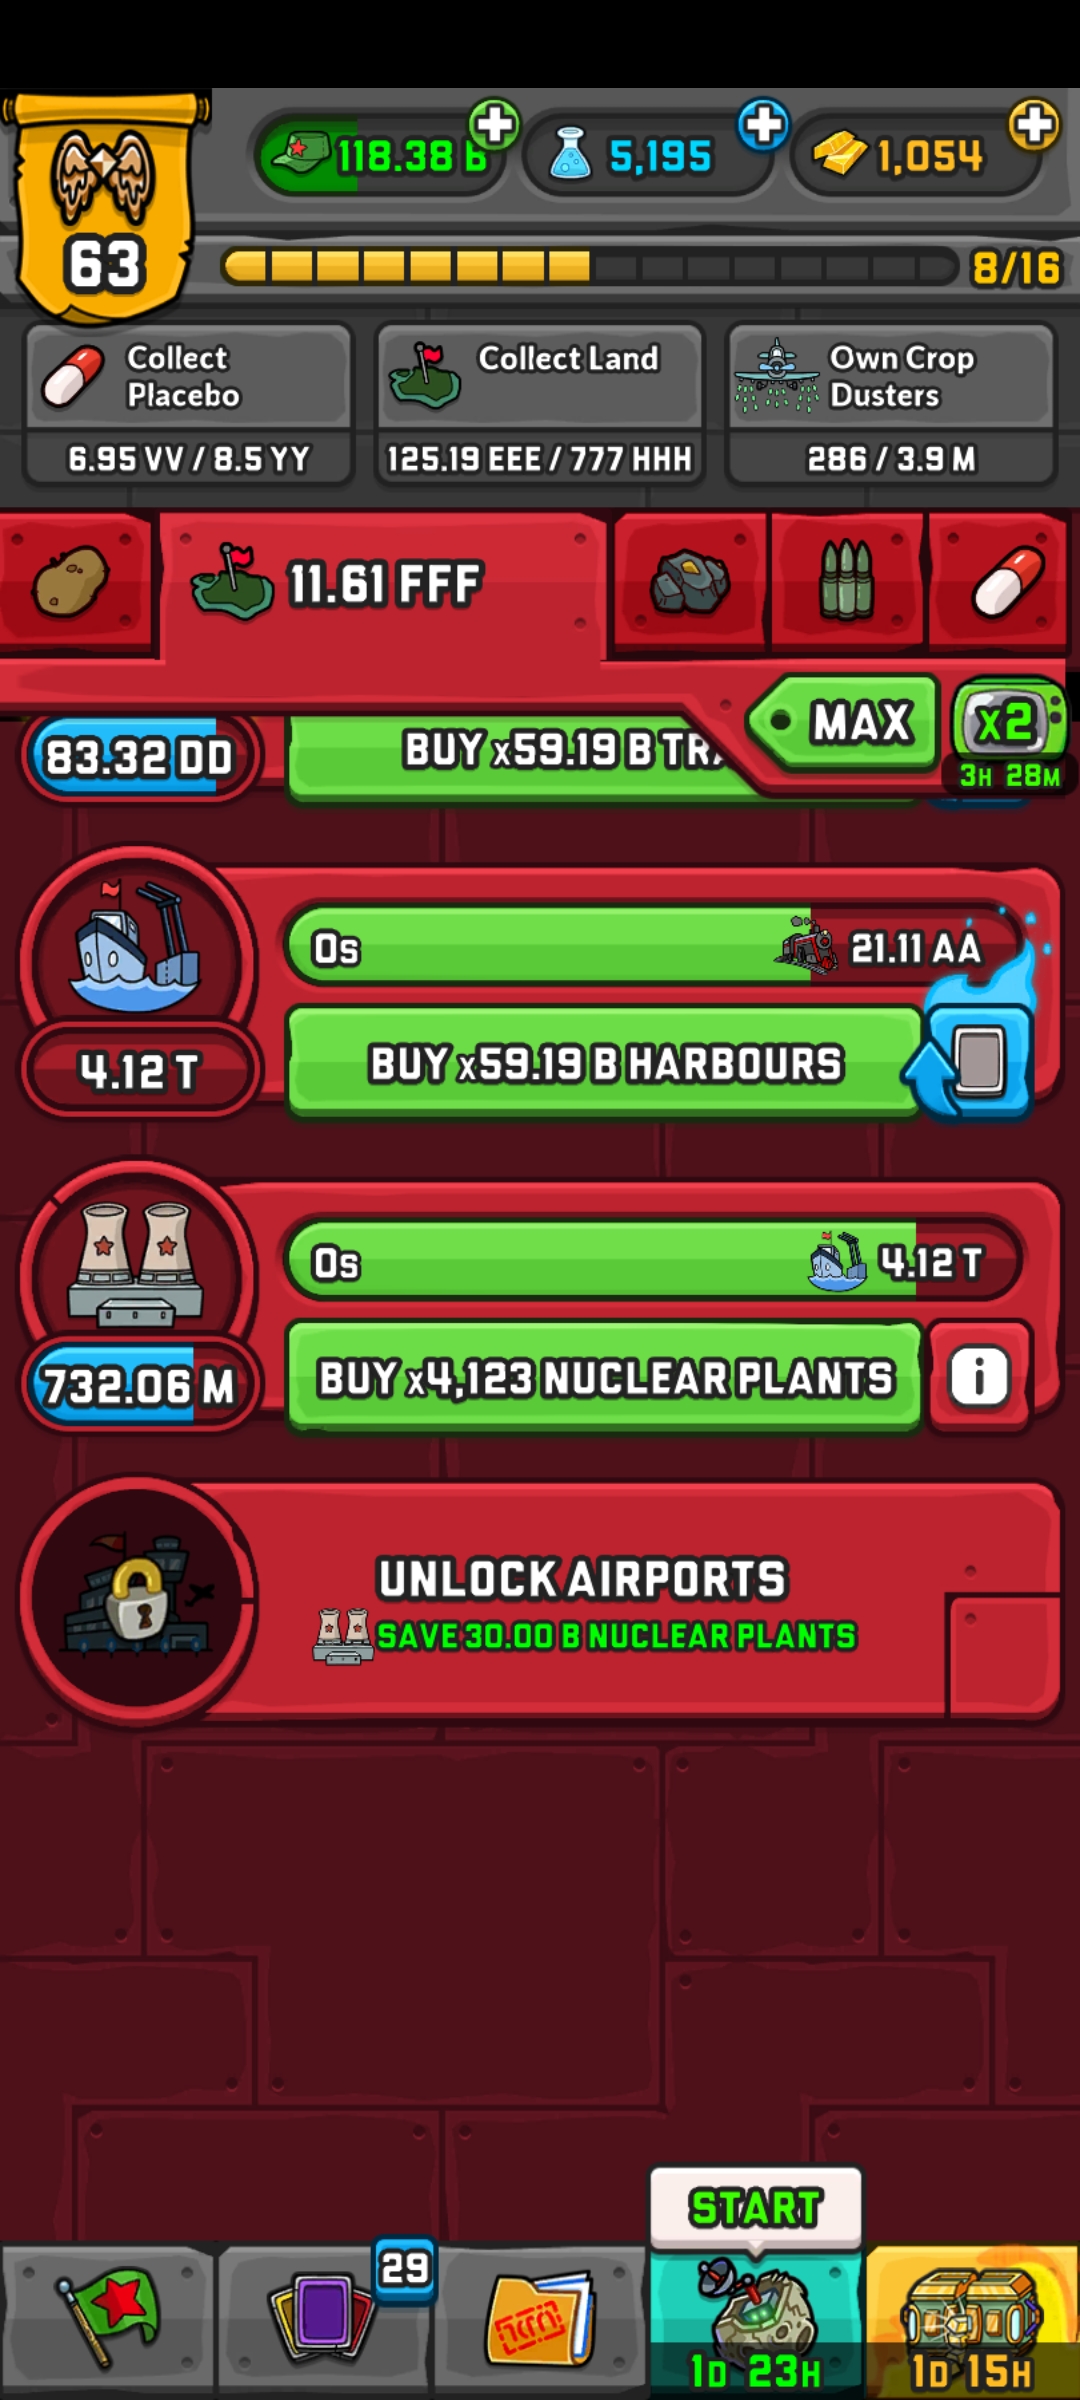 118.38 B
5,195
1,054
63
8/16
Collect
Placebo
6.95 VV / 8.5 YY
Collect Land
125.19 EEE / 777 HHH
Own Crop
Dusters
286 / 3.9 M
11.61 FFF
MAX
x2
3H 28M
83.32 DD
BUY x59.19 B
0s
21.11 AA
4.12 T
BUY x59.19 B HARBOURS
0s
4.12 T
732.06 M
BUY x4,123 NUCLEAR PLANTS
i
UNLOCK AIRPORTS
SAVE 30.00 B NUCLEAR PLANTS
START
29
1D 23H
1D 15H